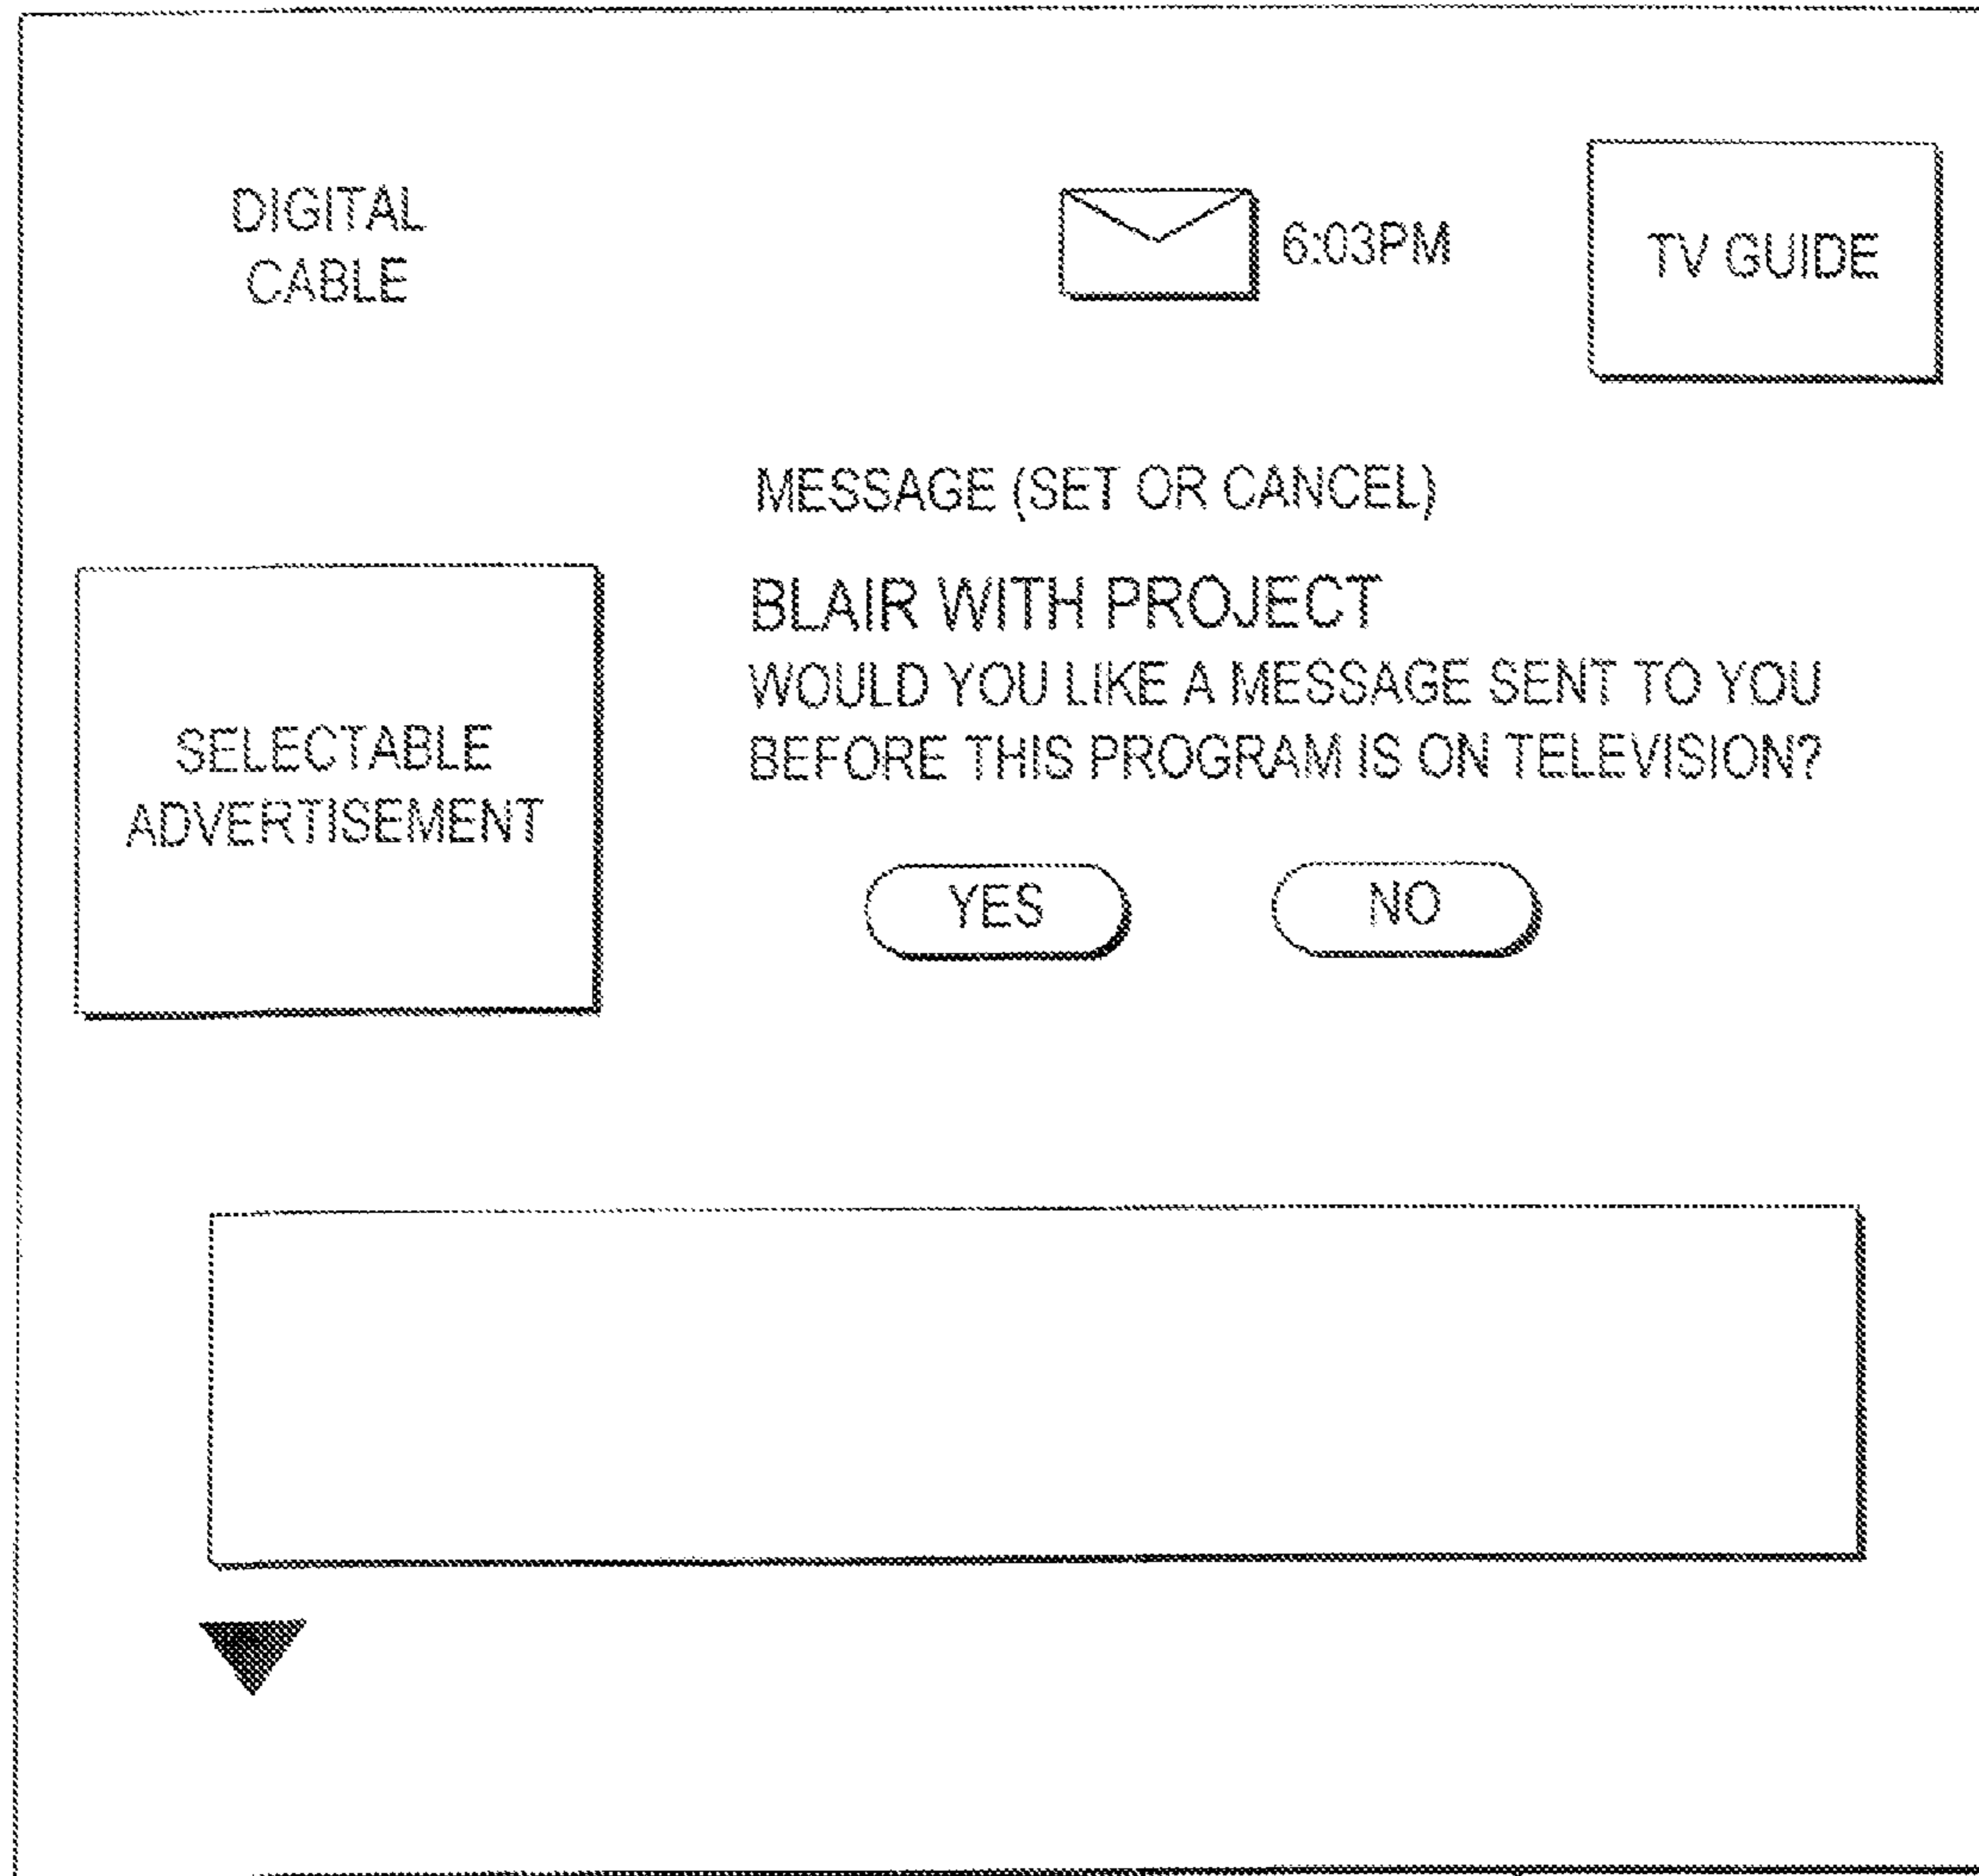 DIGITAL
CABLE
6:03PM
TV GUIDE
MESSAGE (SET OR CANCEL)
BLAIR WITH PROJECT
WOULD YOU LIKE A MESSAGE SENT TO YOU
BEFORE THIS PROGRAM IS ON TELEVISION?
SELECTABLE
ADVERTISEMENT
YES
NO